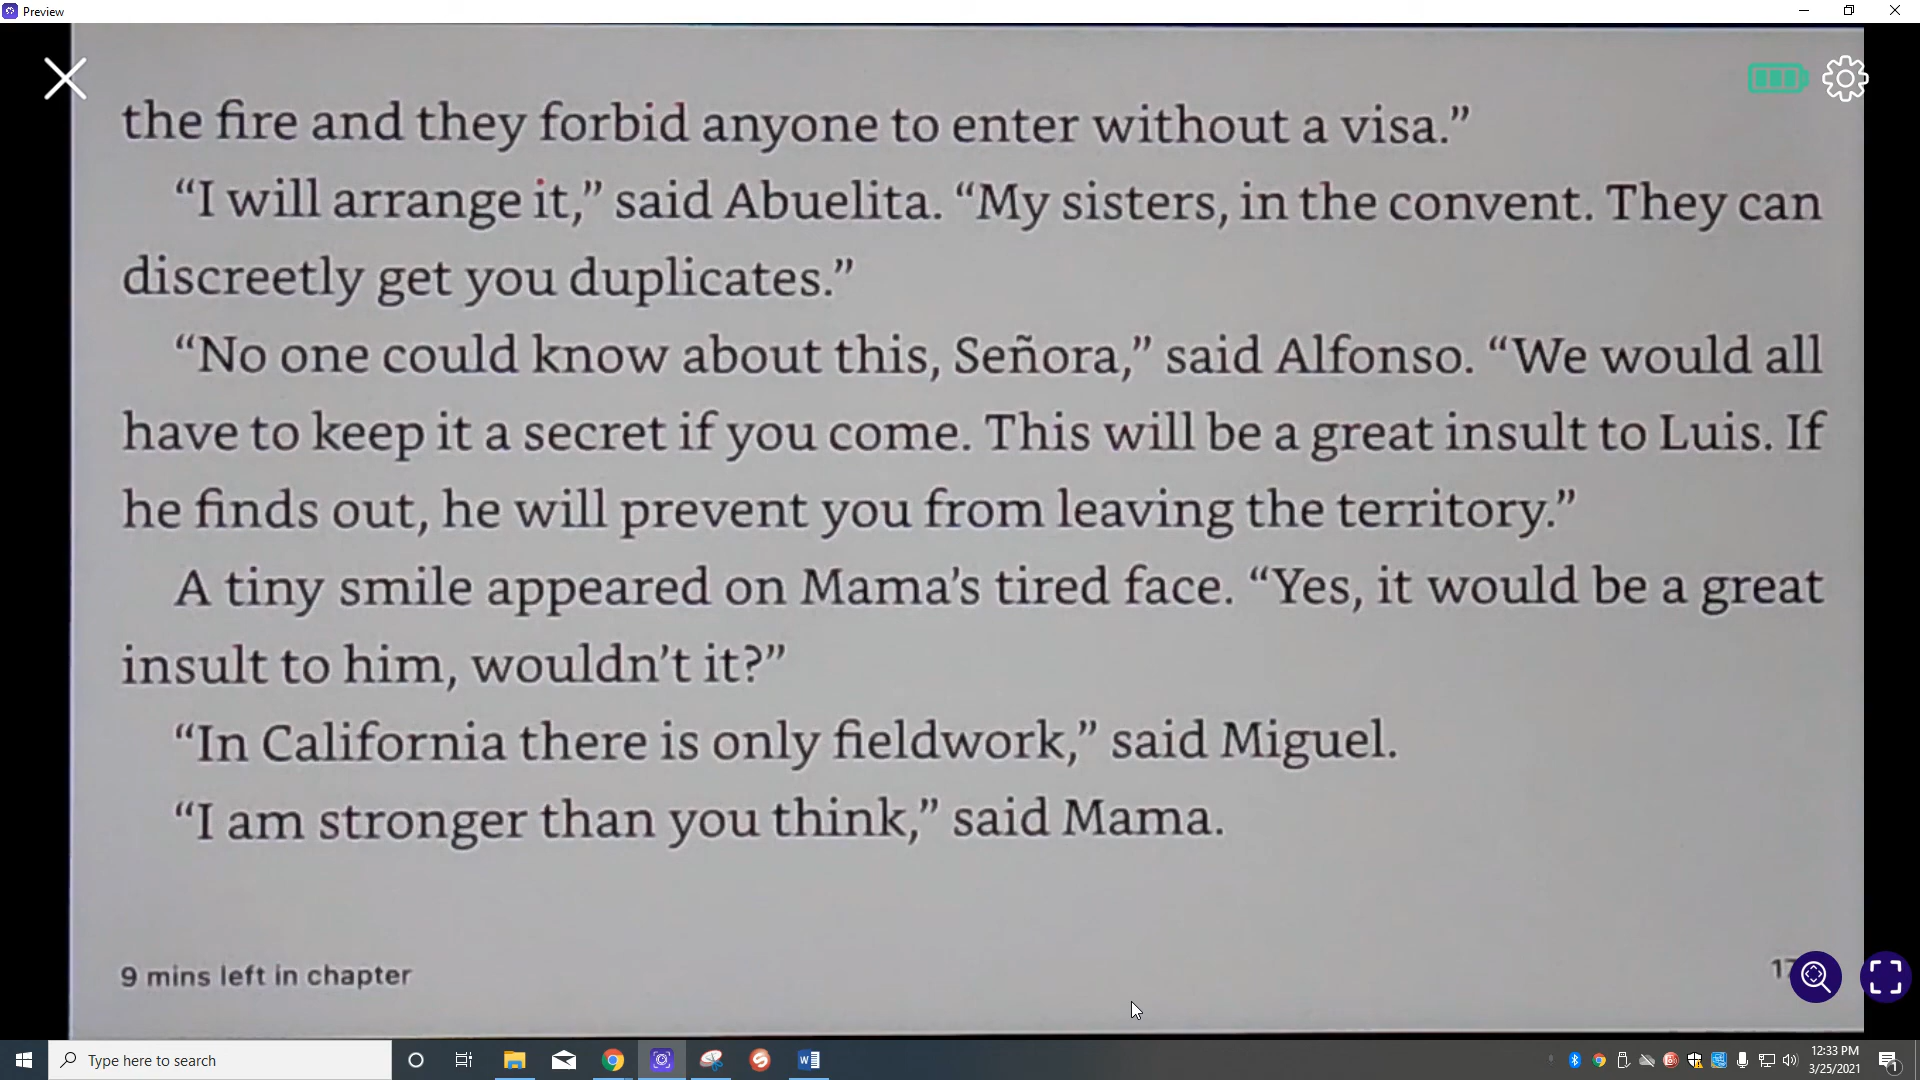 Preview
the fire and they forbid anyone to enter without a visa.”
“I will arrange it,” said Abuelita. “My sisters, in the convent. They can
discreetly get you duplicates.”
“No one could know about this, Señora,” said Alfonso. “We would all
have to keep it a secret if you come. This will be a great insult to Luis. If
he finds out, he will prevent you from leaving the territory.”
A tiny smile appeared on Mama’s tired face. “Yes, it would be a great
insult to him, wouldn’t it?”
“In California there is only fieldwork,” said Miguel.
“I am stronger than you think,” said Mama.
9 mins left in chapter
Type here to search
12:33 PM
3/25/2021